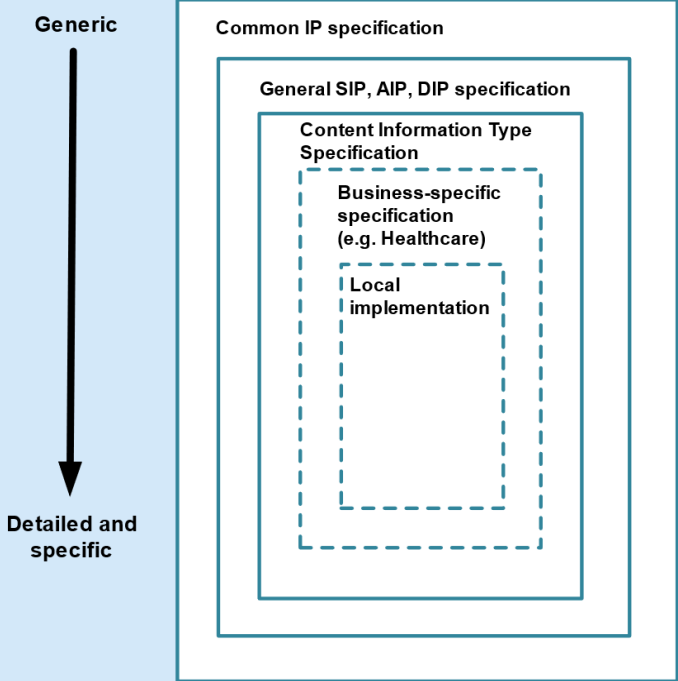 Generic
Common IP specification
General SIP, AIP, DIP specification
Content Information Type
Specification
Business-specific
specification
(e.g. Healthcare)
Local
implementation
Detailed and
specific